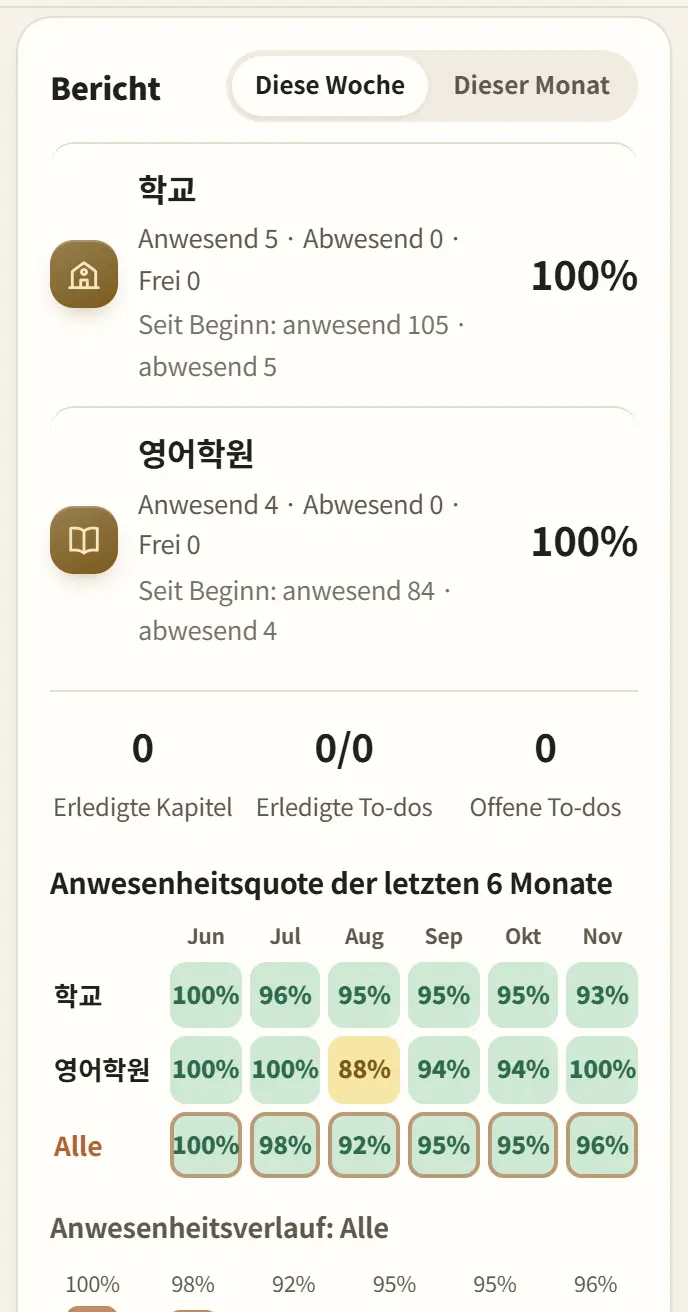 Bericht
Diese Woche
Dieser Monat
학교
Anwesend 5 · Abwesend 0 ·
Frei 0
Seit Beginn: anwesend 105 ·
abwesend 5
100%
영어학원
Anwesend 4 · Abwesend 0 ·
Frei 0
Seit Beginn: anwesend 84 ·
abwesend 4
100%
0 0/0 0
Erledigte Kapitel Erledigte To-dos Offene To-dos
Anwesenheitsquote der letzten 6 Monate
Jun Jul Aug Sep Okt Nov
학교 100% 96% 95% 95% 95% 93%
영어학원 100% 100% 88% 94% 94% 100%
Alle 100% 98% 92% 95% 95% 96%
Anwesenheitsverlauf: Alle
100% 98% 92% 95% 95% 96%